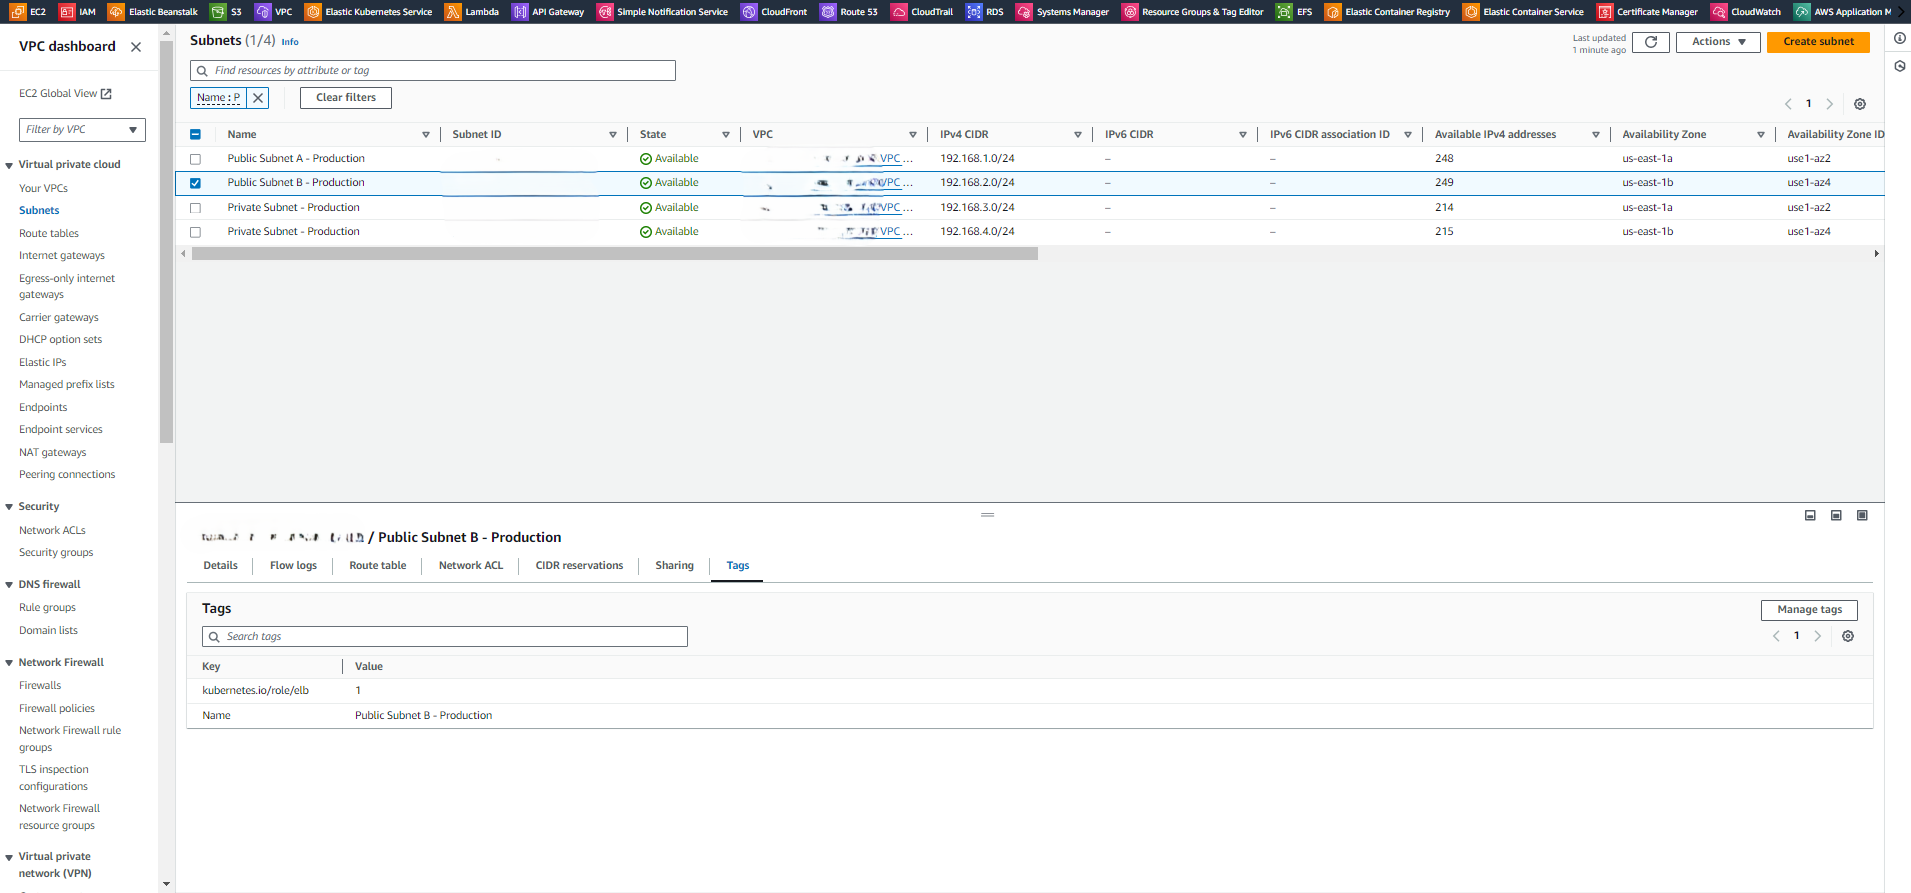 EC2 IAM Elastic Beanstalk S3 VPC Elastic Kubernetes Service Lambda API Gateway Simple Notification Service CloudFront Route 53 CloudTrail RDS Systems Manager Resource Groups & Tag Editor EFS Elastic Container Registry Elastic Container Service Certificate Manager CloudWatch AWS Application M
VPC dashboard
EC2 Global View
Filter by VPC
Virtual private cloud
Your VPCs
Subnets
Route tables
Internet gateways
Egress-only internet
gateways
Carrier gateways
DHCP option sets
Elastic IPs
Managed prefix lists
Endpoints
Endpoint services
NAT gateways
Peering connections
Security
Network ACLs
Security groups
DNS firewall
Rule groups
Domain lists
Network Firewall
Firewalls
Firewall policies
Network Firewall rule
groups
TLS inspection
configurations
Network Firewall
resource groups
Virtual private
network (VPN)
Subnets (1/4) Info
Last updated
1 minute ago
Actions
Create subnet
Find resources by attribute or tag
Name : P
Clear filters
1
Name Subnet ID State VPC IPv4 CIDR IPv6 CIDR IPv6 CIDR association ID Available IPv4 addresses Availability Zone Availability Zone ID
Public Subnet A - Production Available VPC ... 192.168.1.0/24 – – 248 us-east-1a use1-az2
Public Subnet B - Production Available VPC ... 192.168.2.0/24 – – 249 us-east-1b use1-az4
Private Subnet - Production Available VPC ... 192.168.3.0/24 – – 214 us-east-1a use1-az2
Private Subnet - Production Available VPC ... 192.168.4.0/24 – – 215 us-east-1b use1-az4
/ Public Subnet B - Production
Details Flow logs Route table Network ACL CIDR reservations Sharing Tags
Tags
Manage tags
Search tags
1
Key Value
kubernetes.io/role/elb 1
Name Public Subnet B - Production